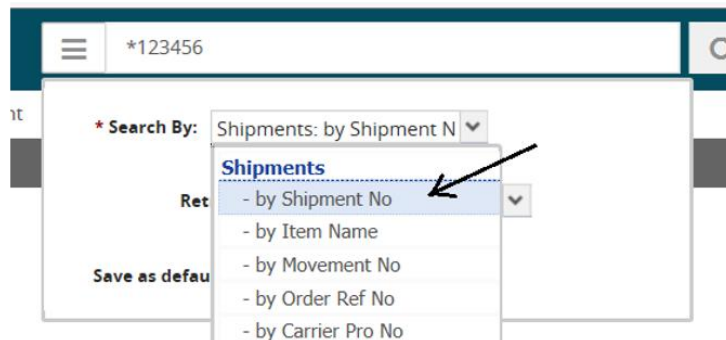 *123456
nt
* Search By: Shipments: by Shipment N
Shipments
- by Shipment No
Ret
- by Item Name
- by Movement No
Save as defau
- by Order Ref No
- by Carrier Pro No